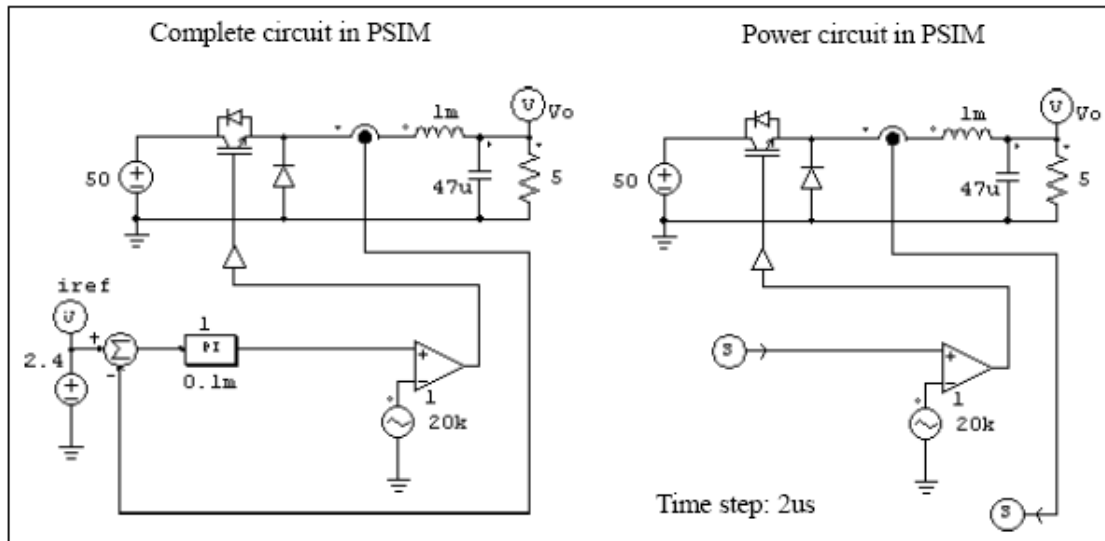 Complete circuit in PSIM
Power circuit in PSIM
1m
V
Vo
50
47u
5
1m
V
Vo
50
47u
5
iref
V
+
2.4
Σ
-
1
PI
0.1m
+
-
1
20k
S
+
-
1
20k
Time step: 2us
S